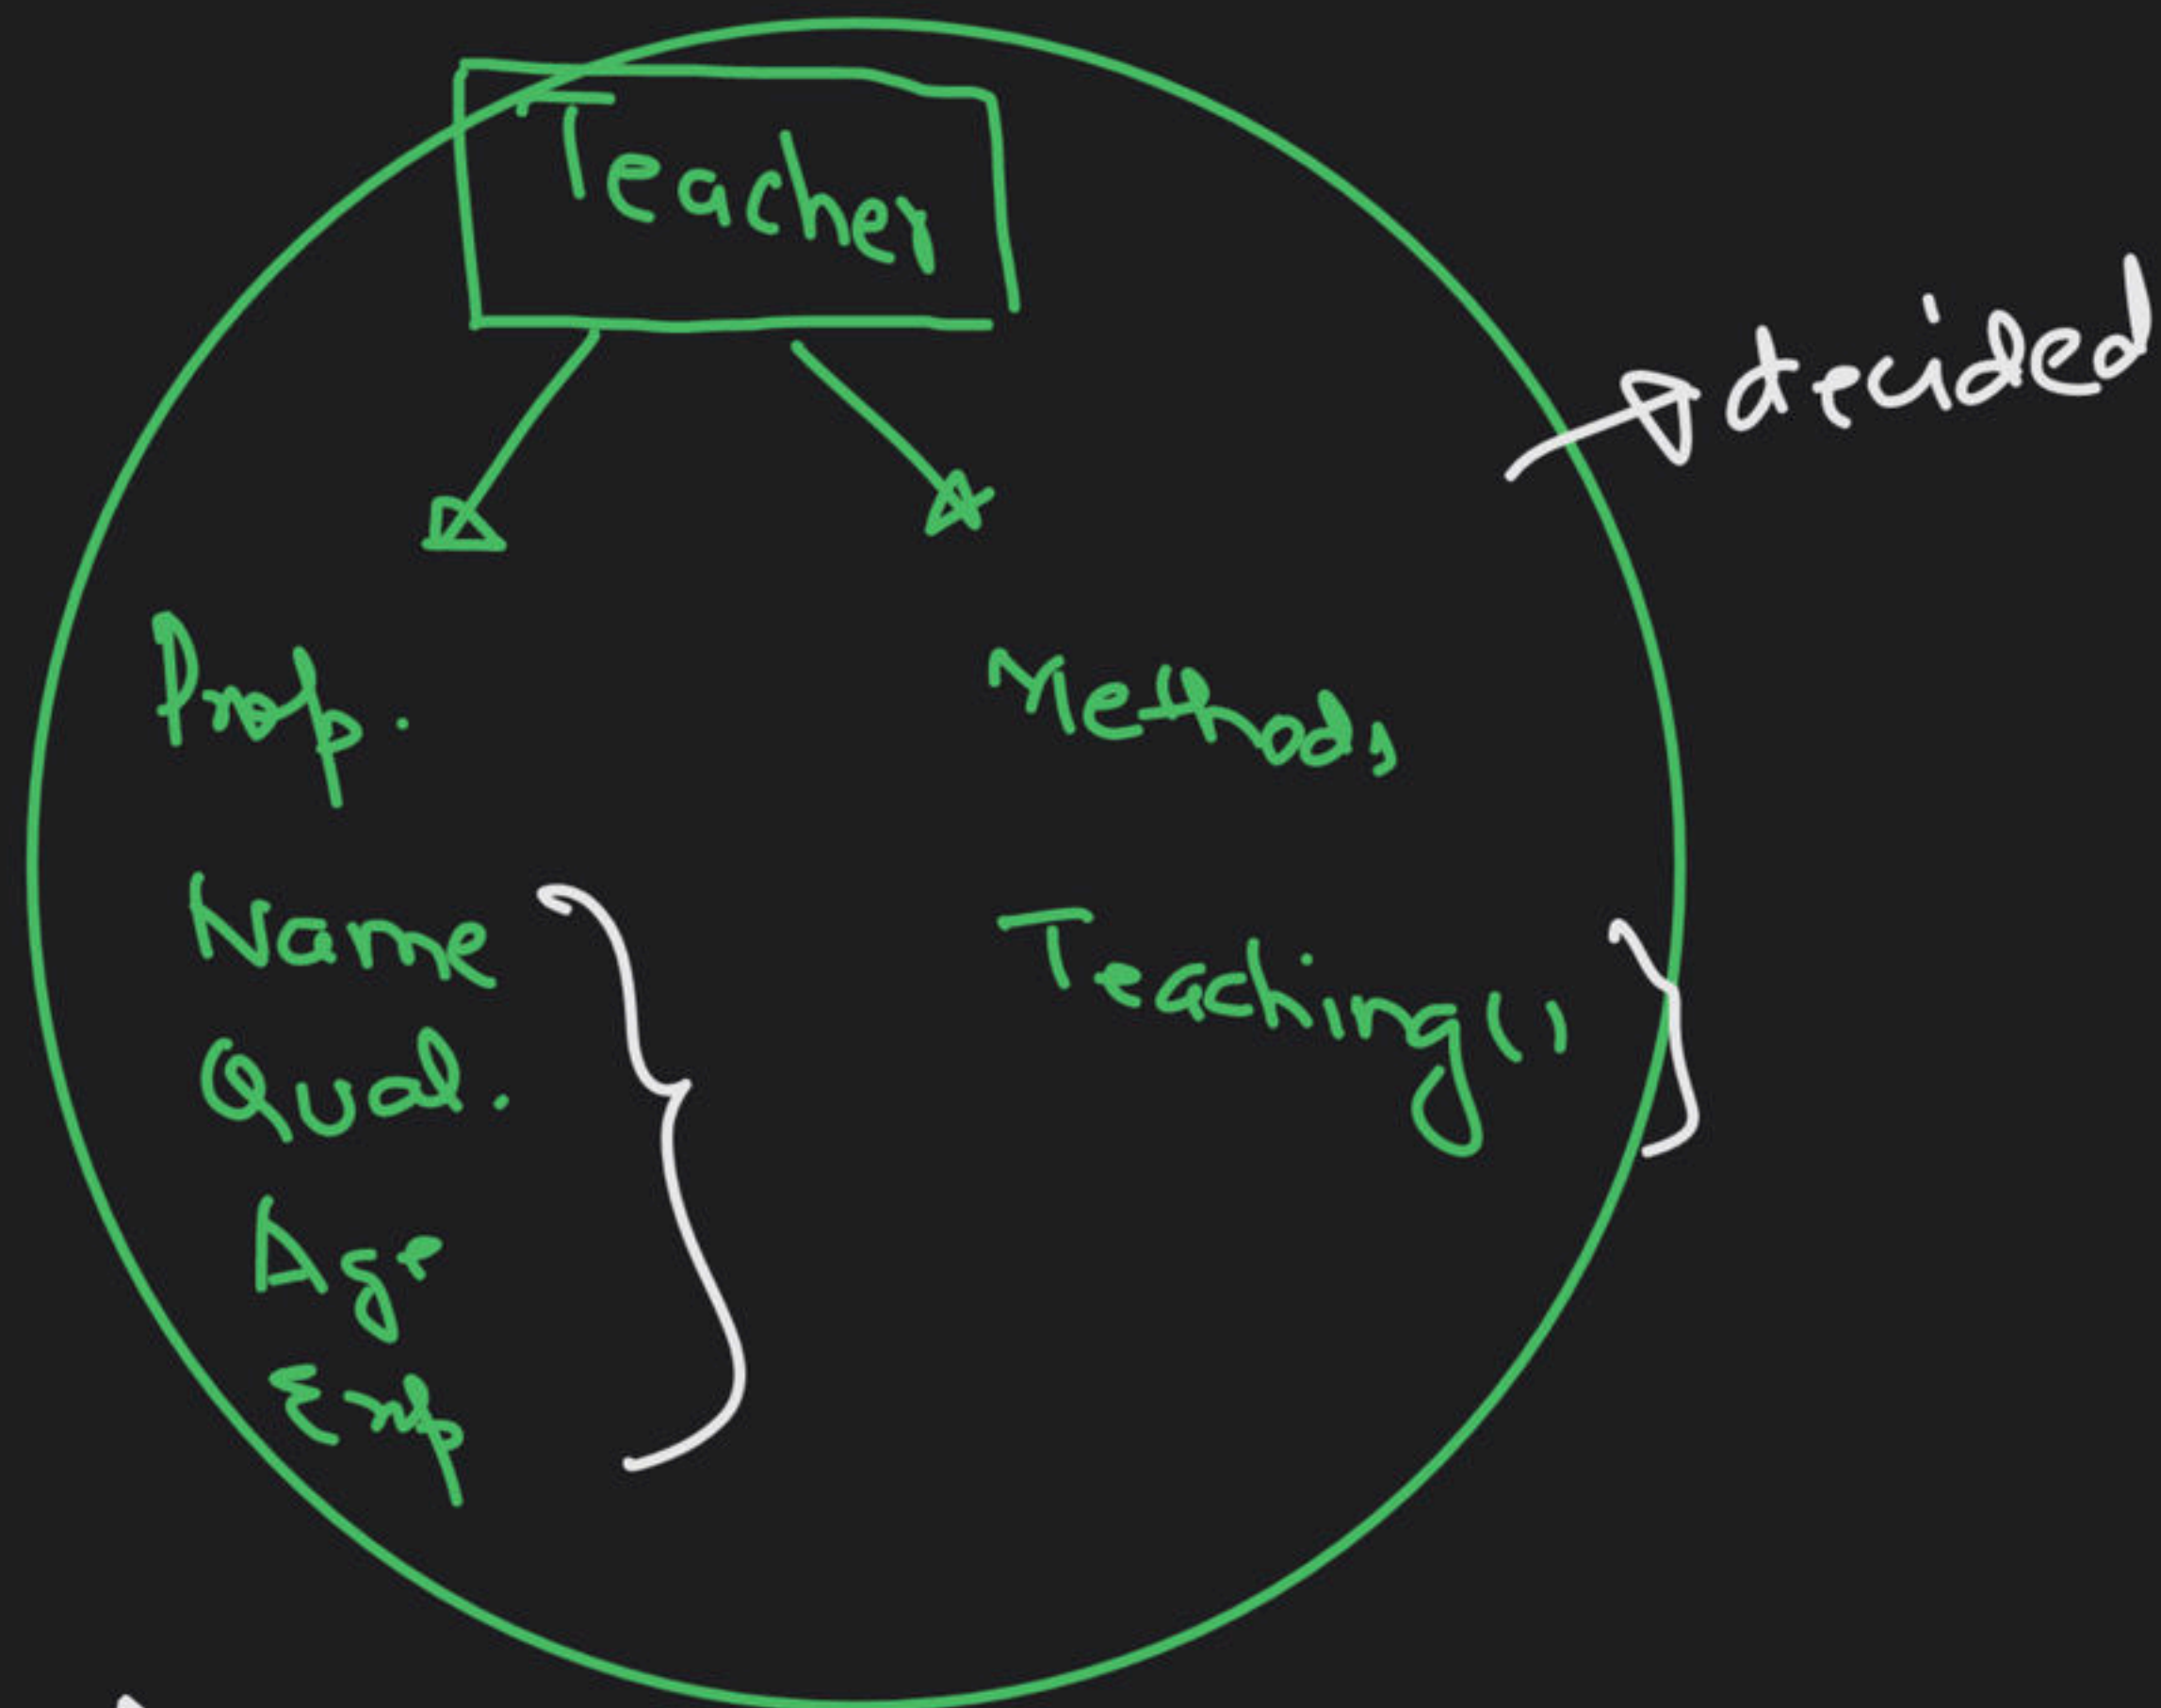 Teacher
decided
Prop.
Methods
Name
Teaching()
Qual.
Age
Exp